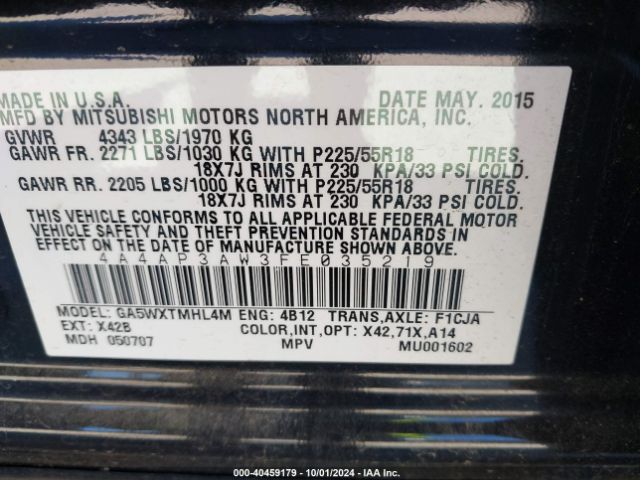 MADE IN U.S.A. DATE MAY. 2015
MFD BY MITSUBISHI MOTORS NORTH AMERICA, INC.
GVWR 4343 LBS/1970 KG
GAWR FR. 2271 LBS/1030 KG WITH P225/55R18 TIRES.
18X7J RIMS AT 230 KPA/33 PSI COLD.
GAWR RR. 2205 LBS/1000 KG WITH P225/55R18 TIRES.
18X7J RIMS AT 230 KPA/33 PSI COLD.
THIS VEHICLE CONFORMS TO ALL APPLICABLE FEDERAL MOTOR
VEHICLE SAFETY AND THEFT PREVENTION STANDARDS IN
EFFECT ON THE DATE OF MANUFACTURE SHOWN ABOVE.
4A4AP3AW3FE035219
MODEL: GA5WXTMHL4M ENG: 4B12 TRANS,AXLE: F1CJA
EXT: X42B COLOR,INT,OPT: X42,71X,A14
MDH 050707 MPV MU001602
000-40459179 - 10/01/2024 - IAA Inc.